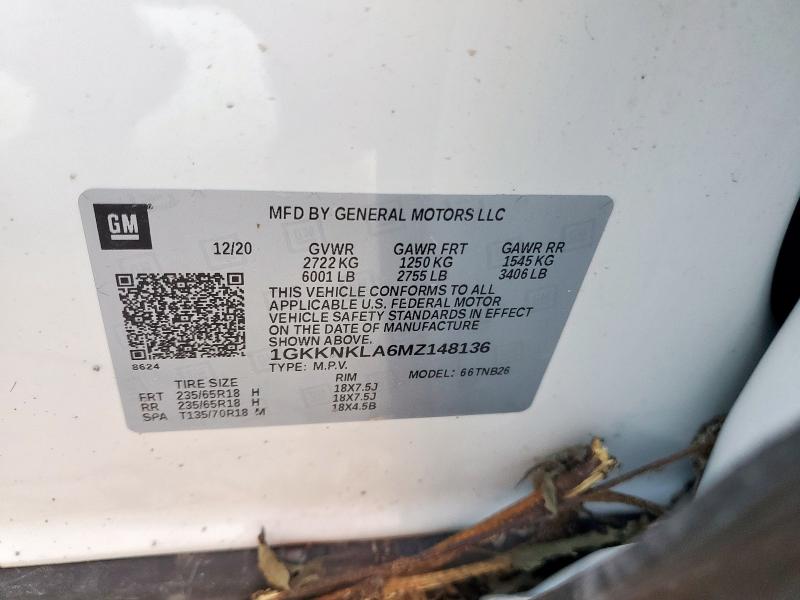 GM
MFD BY GENERAL MOTORS LLC
12/20 GVWR GAWR FRT GAWR RR
2722 KG 1250 KG 1545 KG
6001 LB 2755 LB 3406 LB
THIS VEHICLE CONFORMS TO ALL
APPLICABLE U.S. FEDERAL MOTOR
VEHICLE SAFETY STANDARDS IN EFFECT
ON THE DATE OF MANUFACTURE
SHOWN ABOVE.
1GKKNKLA6MZ148136
8624
TYPE: M.P.V. MODEL: 66TNB26
TIRE SIZE RIM
FRT 235/65R18 H 18X7.5J
RR 235/65R18 H 18X7.5J
SPA T135/70R18 M 18X4.5B